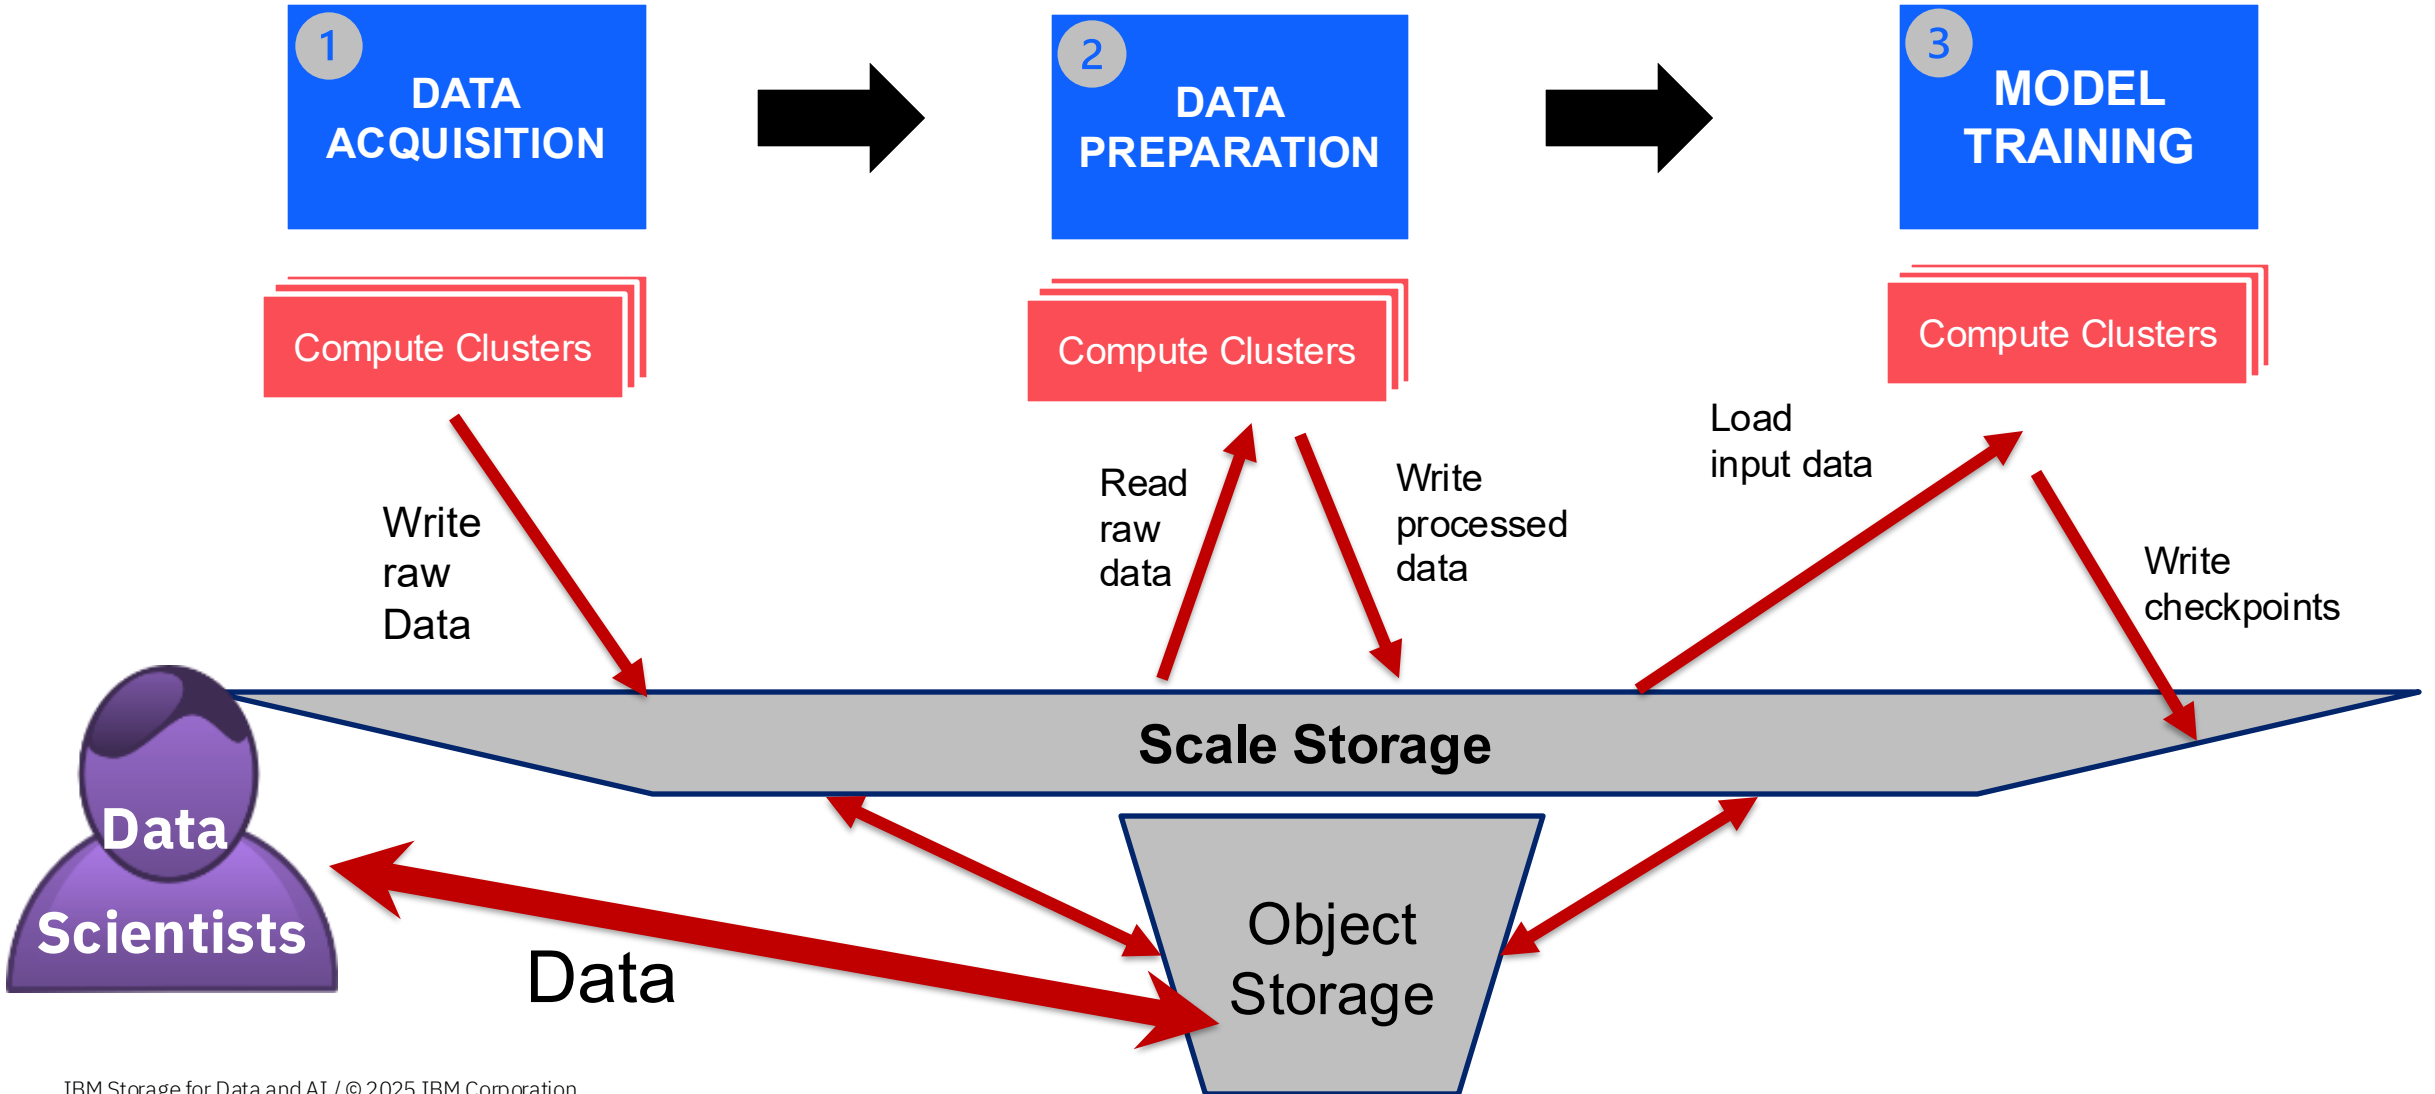 1
DATA
ACQUISITION
2
DATA
PREPARATION
3
MODEL
TRAINING
Compute Clusters
Compute Clusters
Compute Clusters
Write
raw
Data
Read
raw
data
Write
processed
data
Load
input data
Write
checkpoints
Scale Storage
Data
Scientists
Data
Object
Storage
IBM Storage for Data and AI / © 2025 IBM Corporation